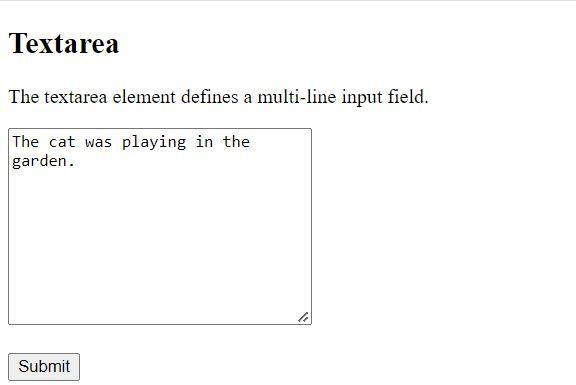 Textarea
The textarea element defines a multi-line input field.
The cat was playing in the
garden.
Submit